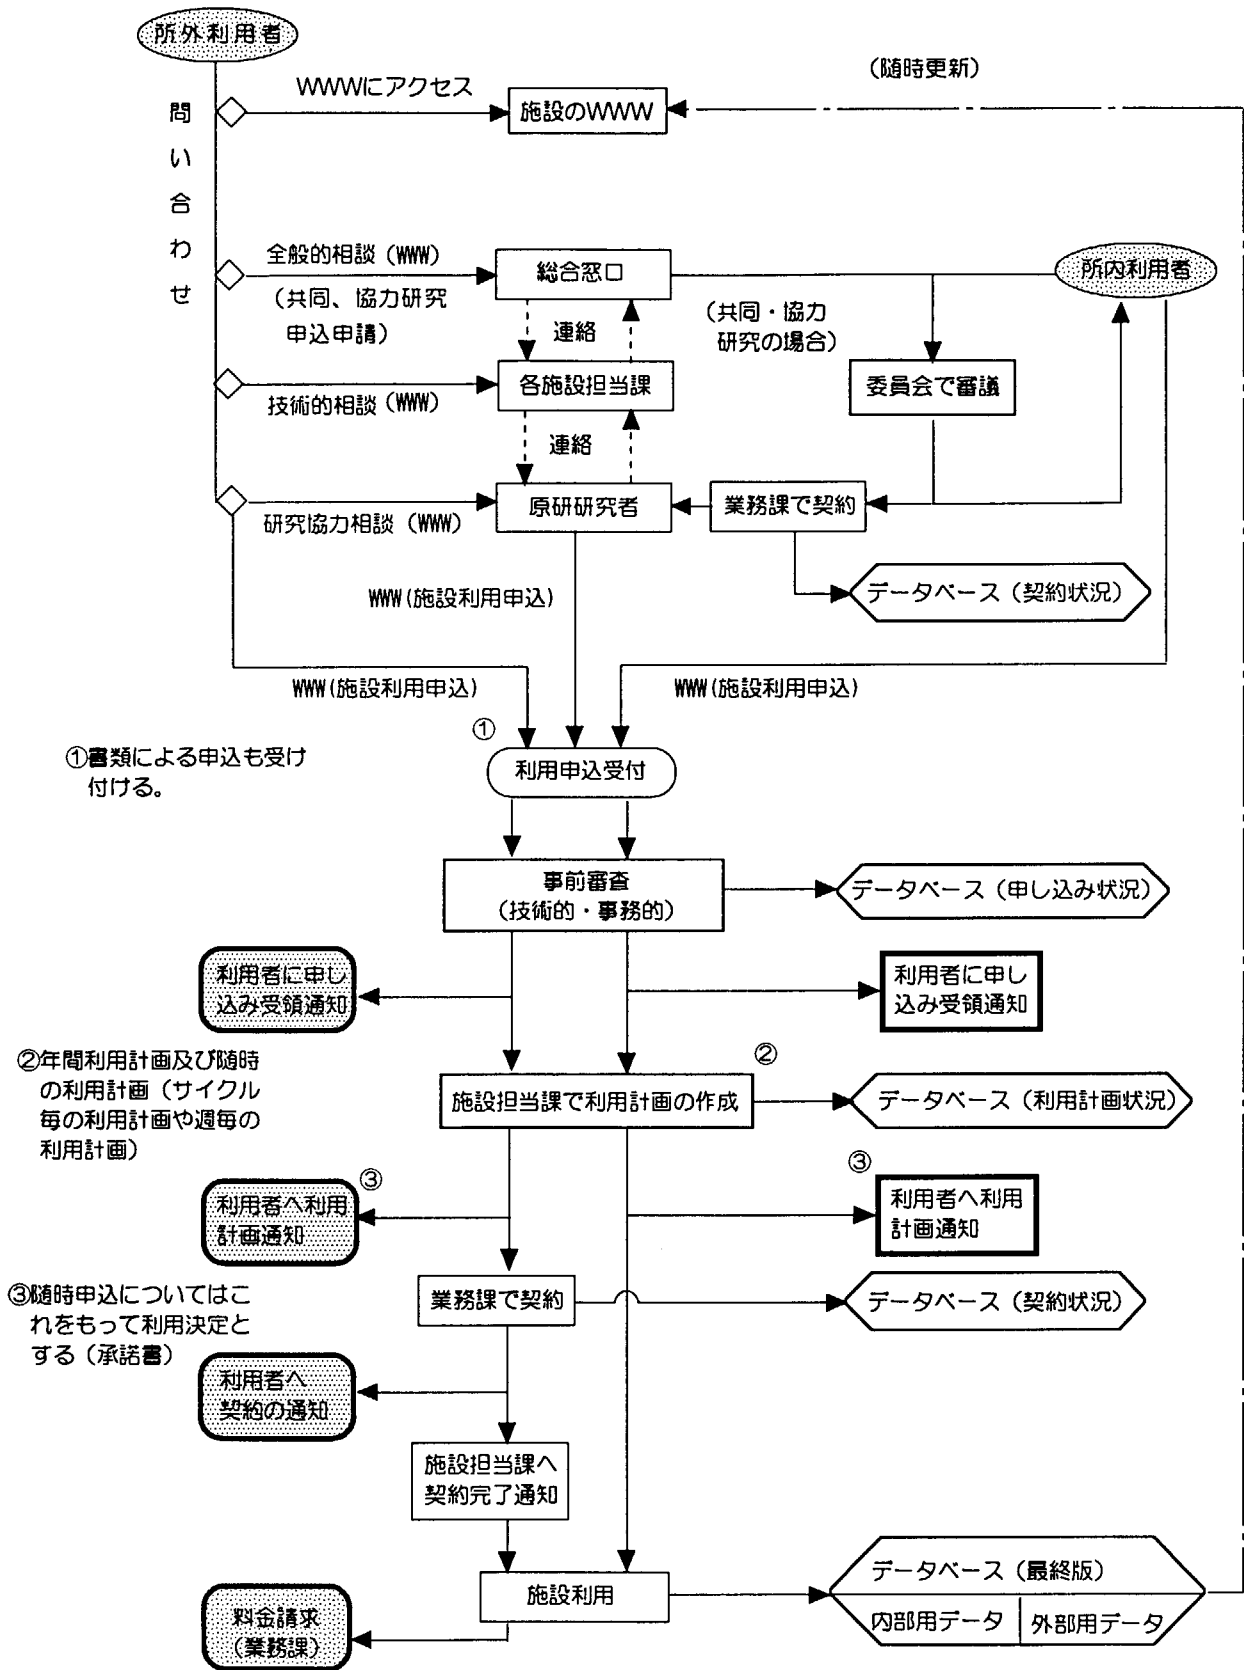 所外利用者
(随時更新)
WWWにアクセス
施設のWWW
問い合わせ
全般的相談 (WWW)
(共同、協力研究
申込申請)
総合窓口
所内利用者
(共同・協力
研究の場合)
連絡
各施設担当課
委員会で審議
技術的相談 (WWW)
連絡
原研研究者
業務課で契約
研究協力相談 (WWW)
データベース (契約状況)
WWW (施設利用申込)
WWW (施設利用申込)
WWW (施設利用申込)
①
①書類による申込も受け
付ける。
利用申込受付
事前審査
(技術的・事務的)
データベース (申し込み状況)
利用者に申し
込み受領通知
利用者に申し
込み受領通知
②年間利用計画及び随時
の利用計画 (サイクル
毎の利用計画や週毎の
利用計画)
②
施設担当課で利用計画の作成
データベース (利用計画状況)
③
利用者へ利用
計画通知
③
利用者へ利用
計画通知
③随時申込についてはこ
れをもって利用決定と
する (承諾書)
業務課で契約
データベース (契約状況)
利用者へ
契約の通知
施設担当課へ
契約完了通知
施設利用
データベース (最終版)
内部用データ
外部用データ
料金請求
(業務課)